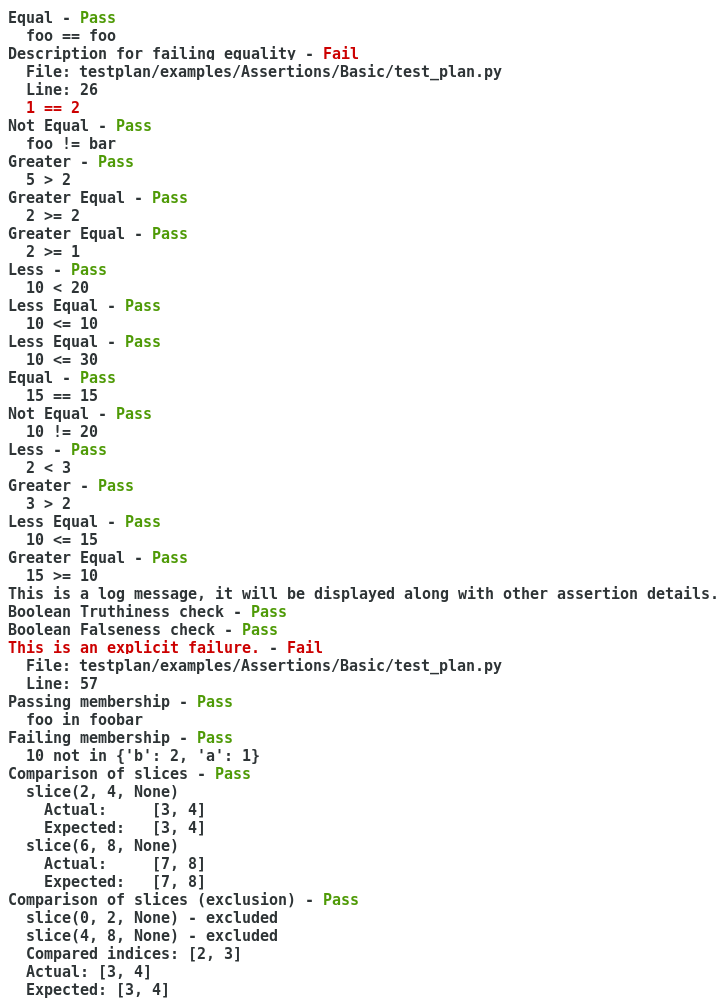 Equal - Pass
foo == foo
Description for failing equality - Fail
File: testplan/examples/Assertions/Basic/test_plan.py
Line: 26
1 == 2
Not Equal - Pass
foo != bar
Greater - Pass
5 > 2
Greater Equal - Pass
2 >= 2
Greater Equal - Pass
2 >= 1
Less - Pass
10 < 20
Less Equal - Pass
10 <= 10
Less Equal - Pass
10 <= 30
Equal - Pass
15 == 15
Not Equal - Pass
10 != 20
Less - Pass
2 < 3
Greater - Pass
3 > 2
Less Equal - Pass
10 <= 15
Greater Equal - Pass
15 >= 10
This is a log message, it will be displayed along with other assertion details.
Boolean Truthiness check - Pass
Boolean Falseness check - Pass
This is an explicit failure. - Fail
File: testplan/examples/Assertions/Basic/test_plan.py
Line: 57
Passing membership - Pass
foo in foobar
Failing membership - Pass
10 not in {'b': 2, 'a': 1}
Comparison of slices - Pass
slice(2, 4, None)
Actual:     [3, 4]
Expected:   [3, 4]
slice(6, 8, None)
Actual:     [7, 8]
Expected:   [7, 8]
Comparison of slices (exclusion) - Pass
slice(0, 2, None) - excluded
slice(4, 8, None) - excluded
Compared indices: [2, 3]
Actual: [3, 4]
Expected: [3, 4]